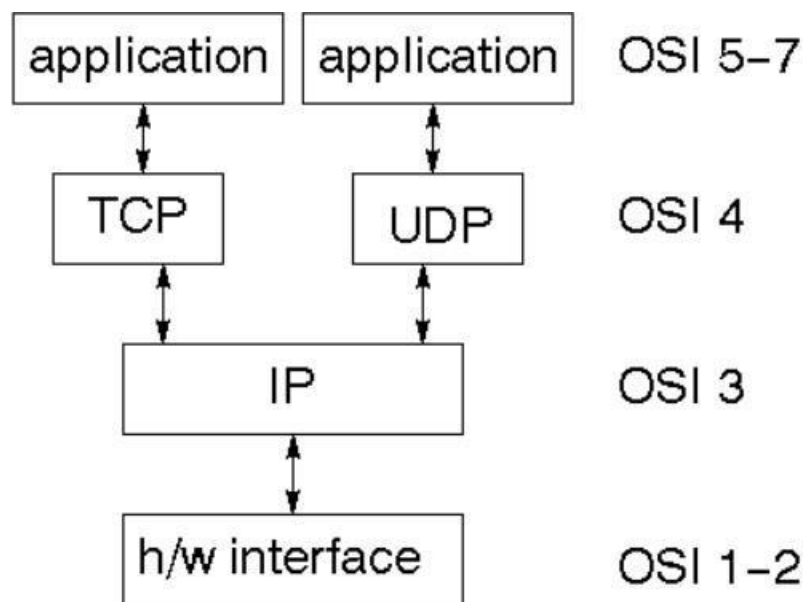 application application OSI 5-7
TCP UDP OSI 4
IP OSI 3
h/w interface OSI 1-2